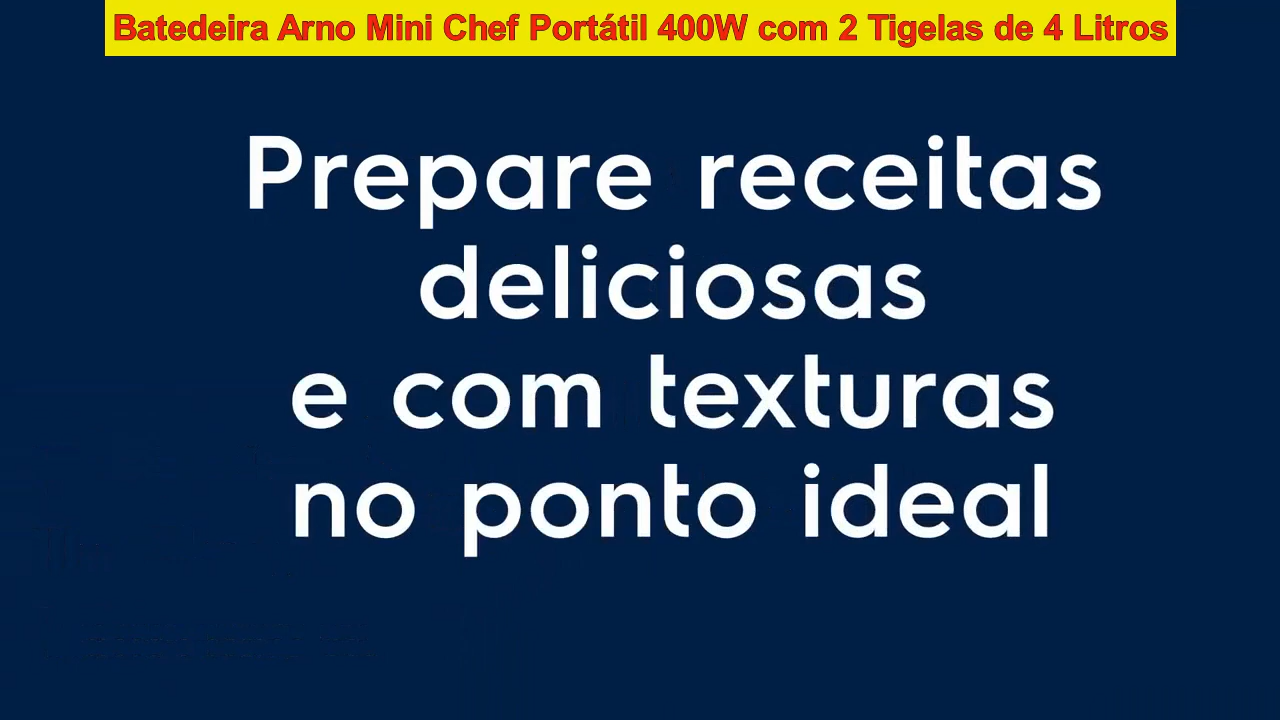 Batedeira Arno Mini Chef Portátil 400W com 2 Tigelas de 4 Litros
Prepare receitas
deliciosas
e com texturas
no ponto ideal